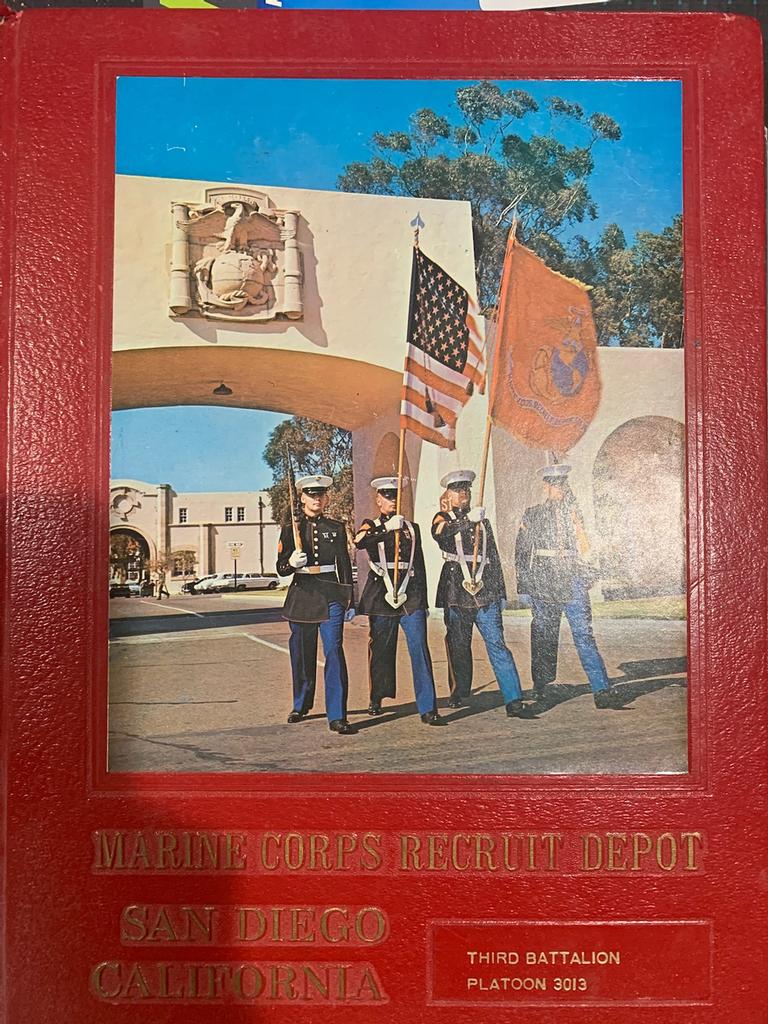 MARINE CORPS RECRUIT DEPOT
SAN DIEGO
CALIFORNIA
THIRD BATTALION
PLATOON 3013